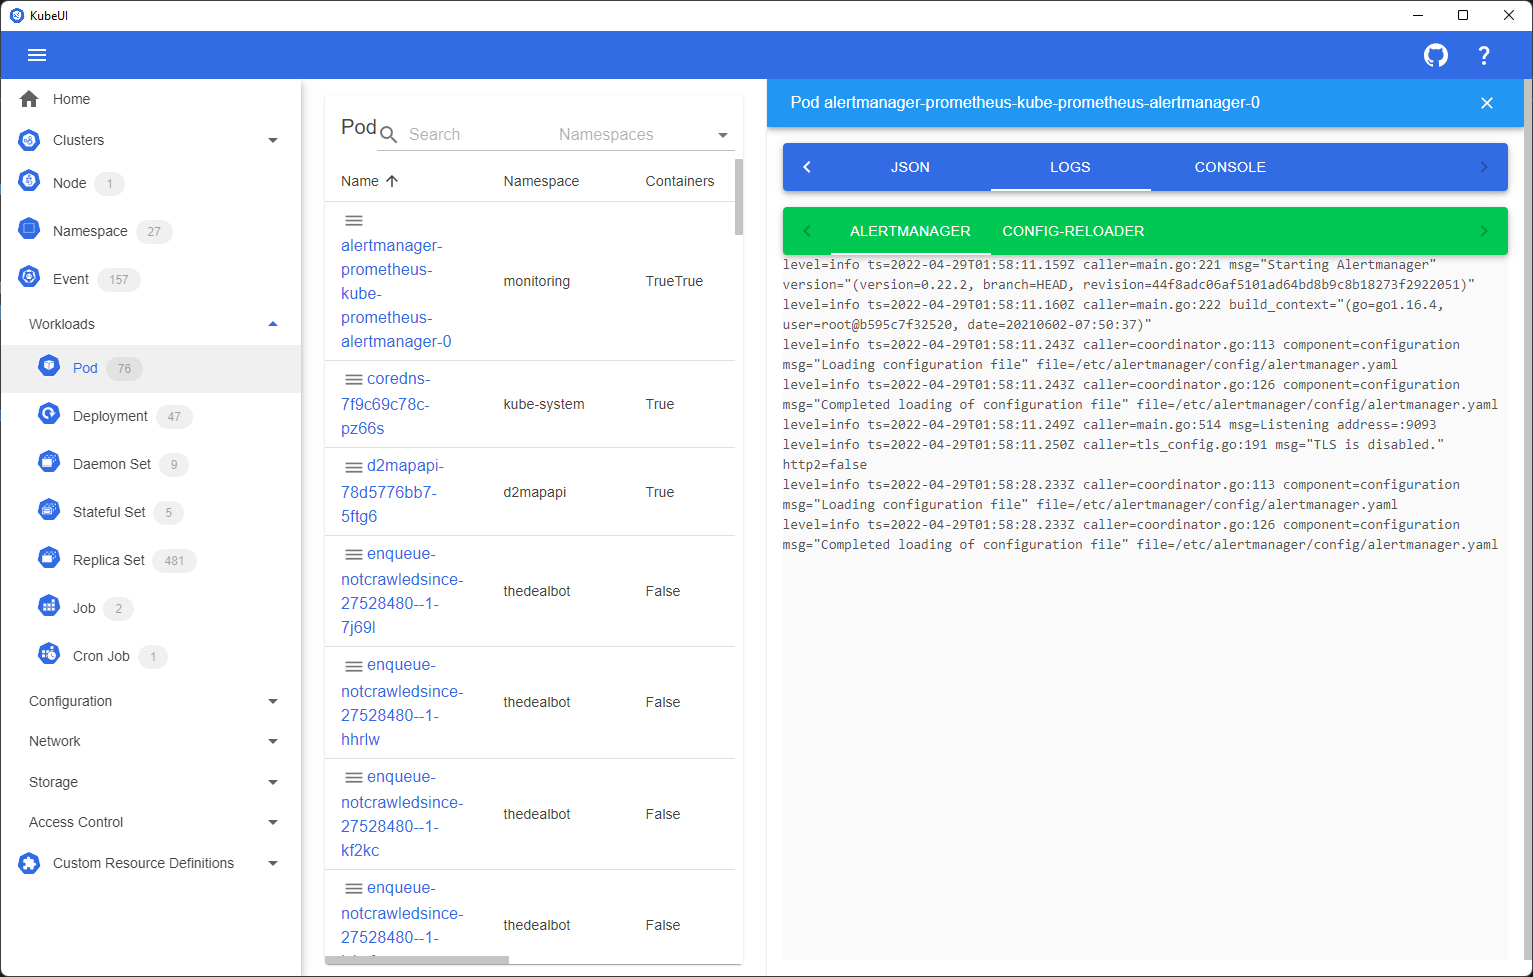 KubeUI
?
Home
Clusters
Node 1
Namespace 27
Event 157
Workloads
Pod 76
Deployment 47
Daemon Set 9
Stateful Set 5
Replica Set 481
Job 2
Cron Job 1
Configuration
Network
Storage
Access Control
Custom Resource Definitions
Pod Search Namespaces
Name Namespace Containers
alertmanager-
prometheus-
kube-
prometheus-
alertmanager-0
monitoring
TrueTrue
coredns-
7f9c69c78c-
pz66s
kube-system
True
d2mapapi-
78d5776bb7-
5ftg6
d2mapapi
True
enqueue-
notcrawledsince-
27528480--1-
7j69l
thedealbot
False
enqueue-
notcrawledsince-
27528480--1-
hhrlw
thedealbot
False
enqueue-
notcrawledsince-
27528480--1-
kf2kc
thedealbot
False
enqueue-
notcrawledsince-
27528480--1-
thedealbot
False
Pod alertmanager-prometheus-kube-prometheus-alertmanager-0
JSON LOGS CONSOLE
ALERTMANAGER CONFIG-RELOADER
level=info ts=2022-04-29T01:58:11.159Z caller=main.go:221 msg="Starting Alertmanager"
version="(version=0.22.2, branch=HEAD, revision=44f8adc06af5101ad64bd8b9c8b18273f2922051)"
level=info ts=2022-04-29T01:58:11.160Z caller=main.go:222 build_context="(go=go1.16.4,
user=root@b595c7f32520, date=20210602-07:50:37)"
level=info ts=2022-04-29T01:58:11.243Z caller=coordinator.go:113 component=configuration
msg="Loading configuration file" file=/etc/alertmanager/config/alertmanager.yaml
level=info ts=2022-04-29T01:58:11.243Z caller=coordinator.go:126 component=configuration
msg="Completed loading of configuration file" file=/etc/alertmanager/config/alertmanager.yaml
level=info ts=2022-04-29T01:58:11.249Z caller=main.go:514 msg=Listening address=:9093
level=info ts=2022-04-29T01:58:11.250Z caller=tls_config.go:191 msg="TLS is disabled."
http2=false
level=info ts=2022-04-29T01:58:28.233Z caller=coordinator.go:113 component=configuration
msg="Loading configuration file" file=/etc/alertmanager/config/alertmanager.yaml
level=info ts=2022-04-29T01:58:28.233Z caller=coordinator.go:126 component=configuration
msg="Completed loading of configuration file" file=/etc/alertmanager/config/alertmanager.yaml